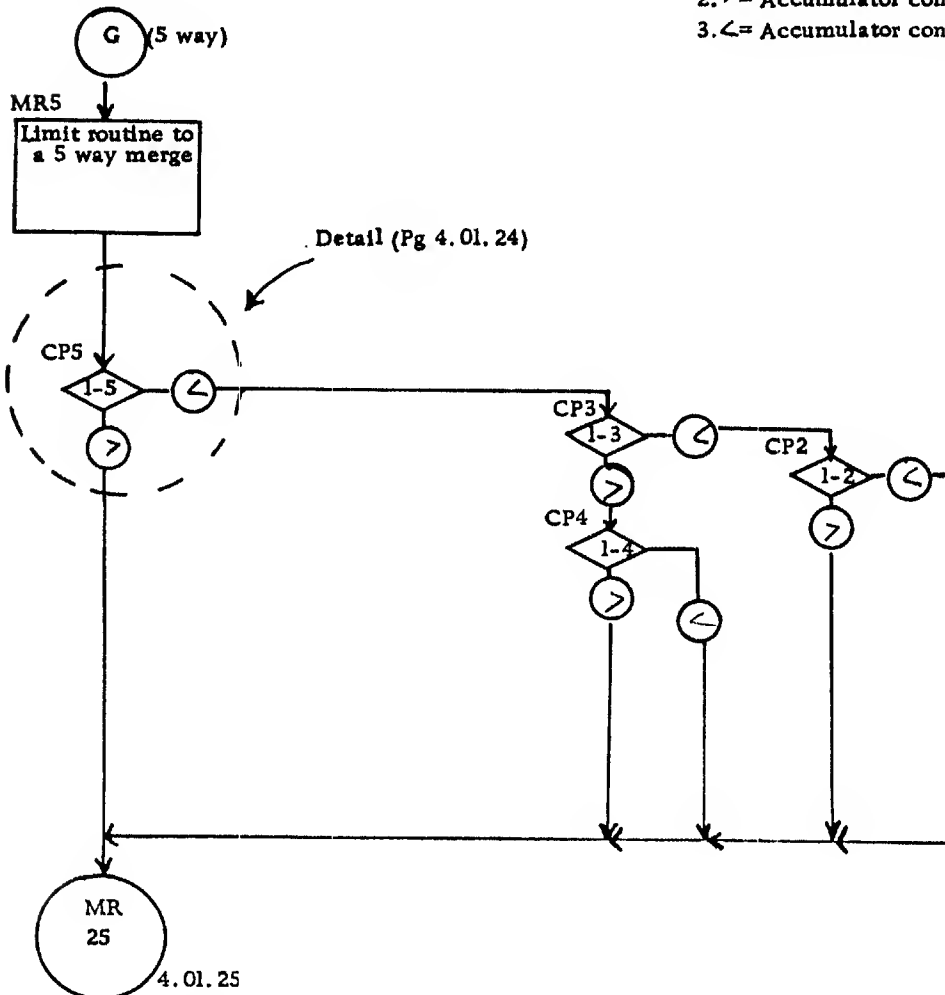 2. > = Accumulator con
3. < = Accumulator con
G (5 way)
MR5
Limit routine to
a 5 way merge
Detail (Pg 4.01.24)
CP5
1-5
<
>
CP3
1-3
<
>
CP2
1-2
<
>
CP4
1-4
>
<
MR
25
4.01.25